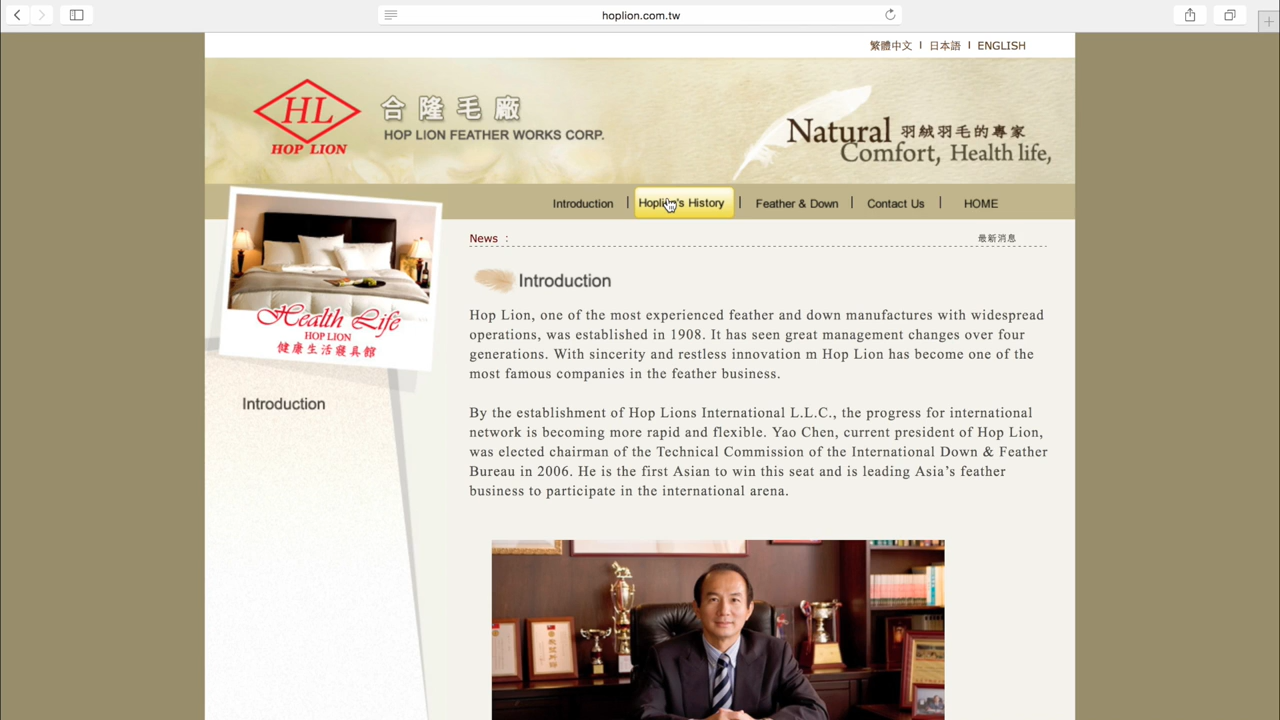 hoplion.com.tw
繁體中文 | 日本語 | ENGLISH
HL
HOP LION
合隆毛廠
HOP LION FEATHER WORKS CORP.
Natural 羽絨羽毛的專家
Comfort, Health life,
Introduction | Hoplion's History | Feather & Down | Contact Us | HOME
Health Life
HOP LION
健康生活寢具館
Introduction
News :
最新消息
Introduction
Hop Lion, one of the most experienced feather and down manufactures with widespread
operations, was established in 1908. It has seen great management changes over four
generations. With sincerity and restless innovation m Hop Lion has become one of the
most famous companies in the feather business.
By the establishment of Hop Lions International L.L.C., the progress for international
network is becoming more rapid and flexible. Yao Chen, current president of Hop Lion,
was elected chairman of the Technical Commission of the International Down & Feather
Bureau in 2006. He is the first Asian to win this seat and is leading Asia’s feather
business to participate in the international arena.